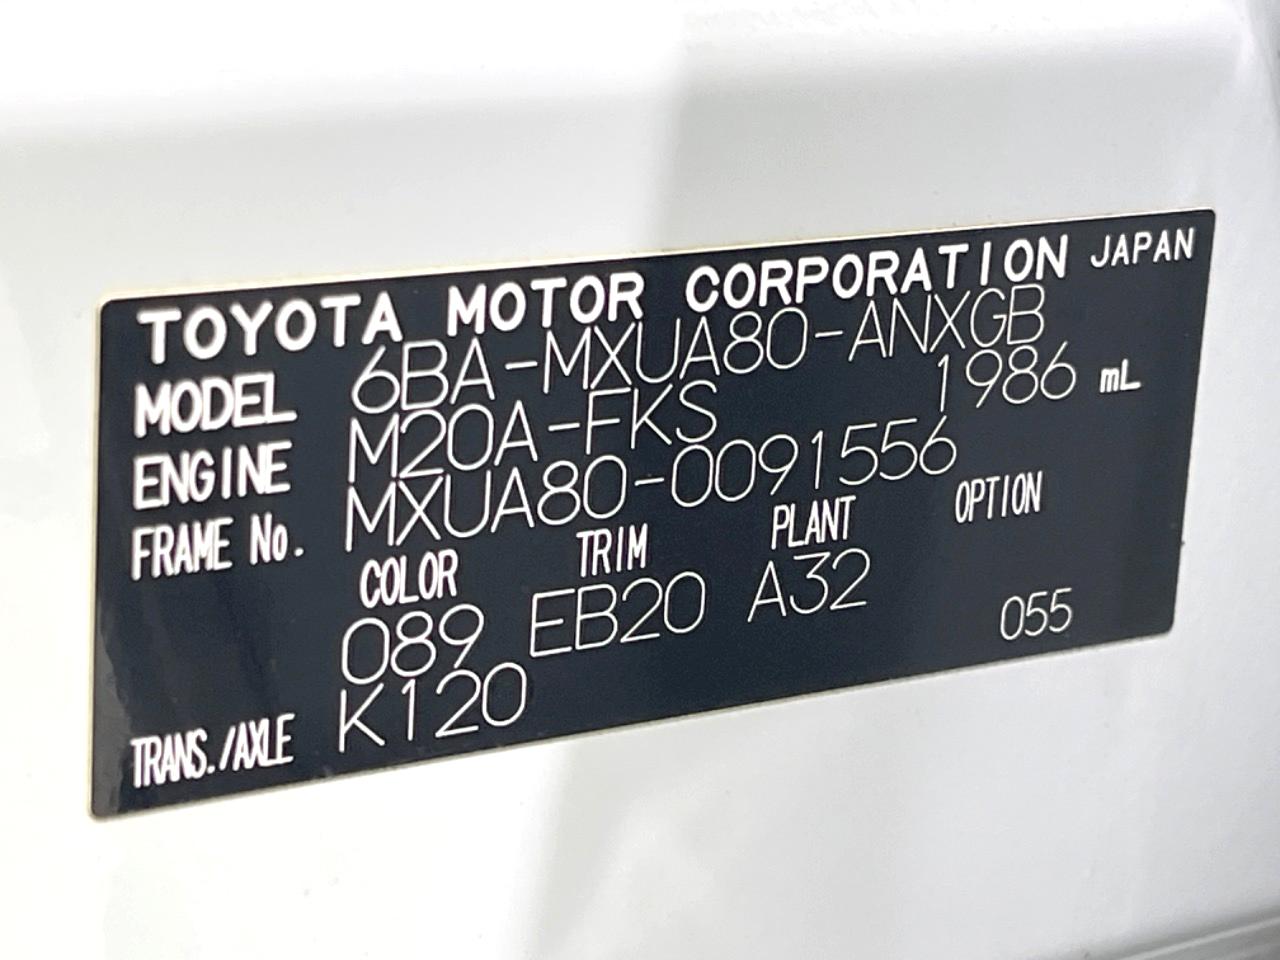 TOYOTA MOTOR CORPORATION JAPAN
MODEL 6BA-MXUA80-ANXGB
ENGINE M20A-FKS 1986 mL
FRAME No. MXUA80-0091556
COLOR TRIM PLANT OPTION
089 EB20 A32 055
TRANS./AXLE K120